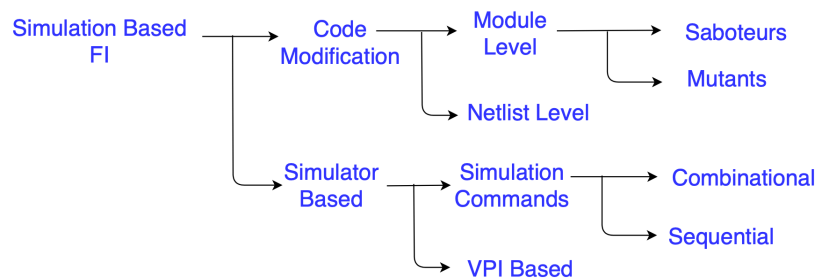 Simulation Based
FI
Code
Modification
Module
Level
Saboteurs
Mutants
Netlist Level
Simulator
Based
Simulation
Commands
Combinational
Sequential
VPI Based